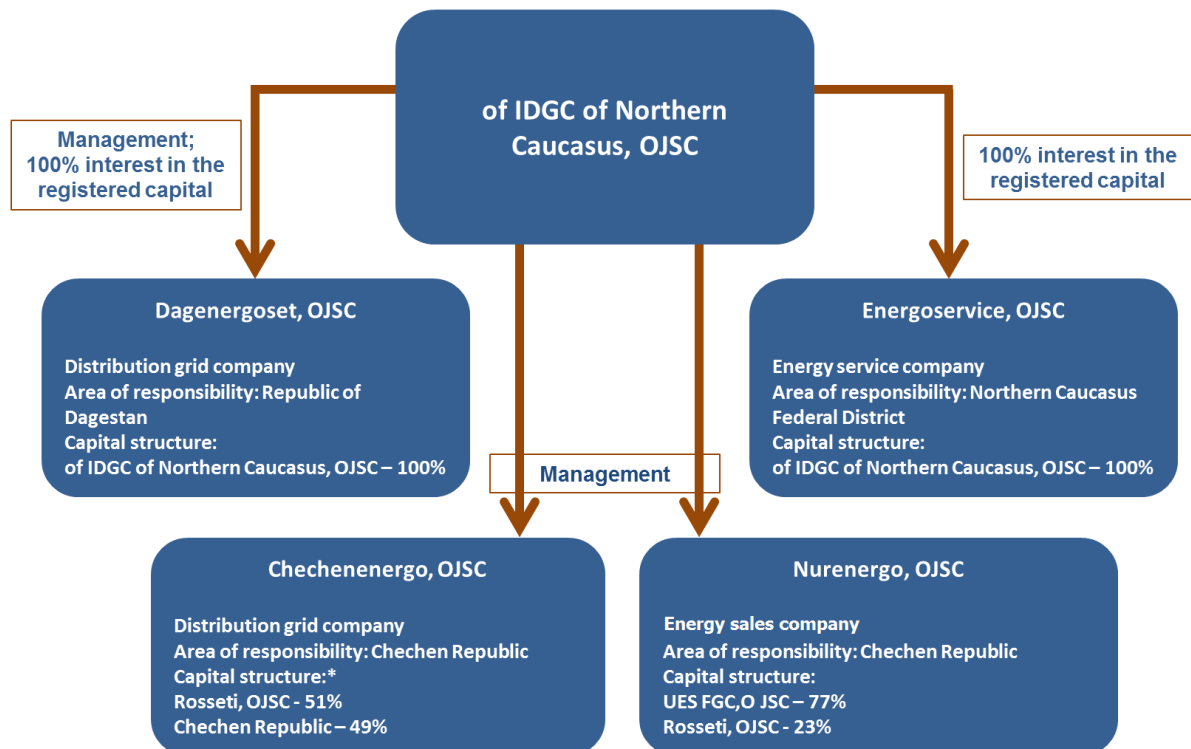 of IDGC of Northern
Caucasus, OJSC
Management;
100% interest in the
registered capital
100% interest in the
registered capital
Dagenergoset, OJSC
Distribution grid company
Area of responsibility: Republic of
Dagestan
Capital structure:
of IDGC of Northern Caucasus, OJSC – 100%
Energoservice, OJSC
Energy service company
Area of responsibility: Northern Caucasus
Federal District
Capital structure:
of IDGC of Northern Caucasus, OJSC – 100%
Management
Chechenenergo, OJSC
Distribution grid company
Area of responsibility: Chechen Republic
Capital structure:*
Rosseti, OJSC - 51%
Chechen Republic – 49%
Nurenergo, OJSC
Energy sales company
Area of responsibility: Chechen Republic
Capital structure:
UES FGC,O JSC – 77%
Rosseti, OJSC - 23%